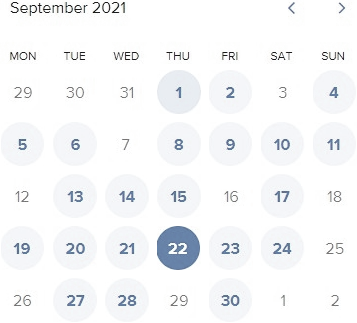 September 2021
MON TUE WED THU FRI SAT SUN
29 30 31 1 2 3 4
5 6 7 8 9 10 11
12 13 14 15 16 17 18
19 20 21 22 23 24 25
26 27 28 29 30 1 2